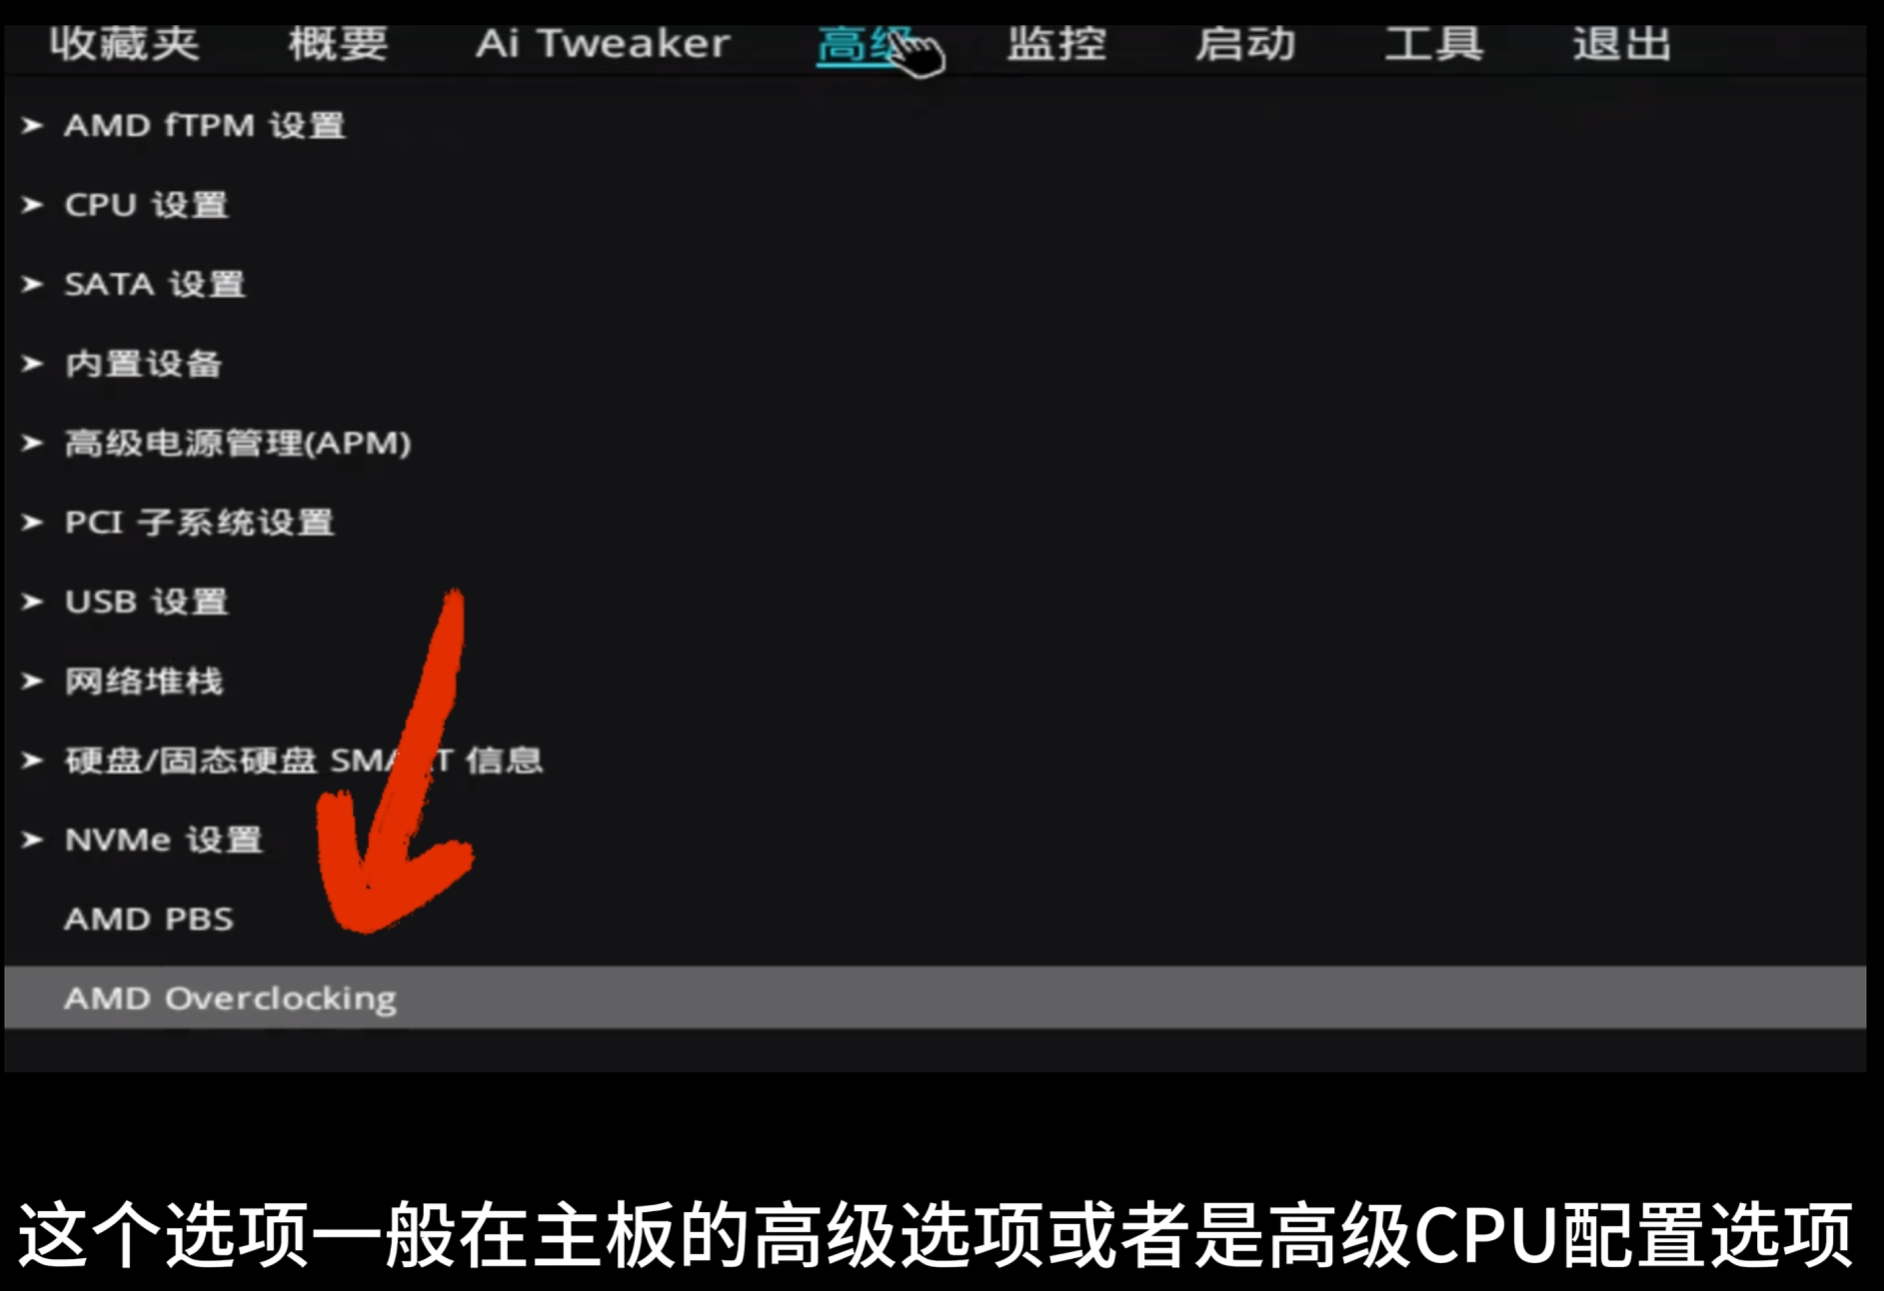 收藏夹 概要 Ai Tweaker 高级 监控 启动 工具 退出
AMD fTPM 设置
CPU 设置
SATA 设置
内置设备
高级电源管理(APM)
PCI 子系统设置
USB 设置
网络堆栈
硬盘/固态硬盘 SMART 信息
NVMe 设置
AMD PBS
AMD Overclocking
这个选项一般在主板的高级选项或者是高级CPU配置选项